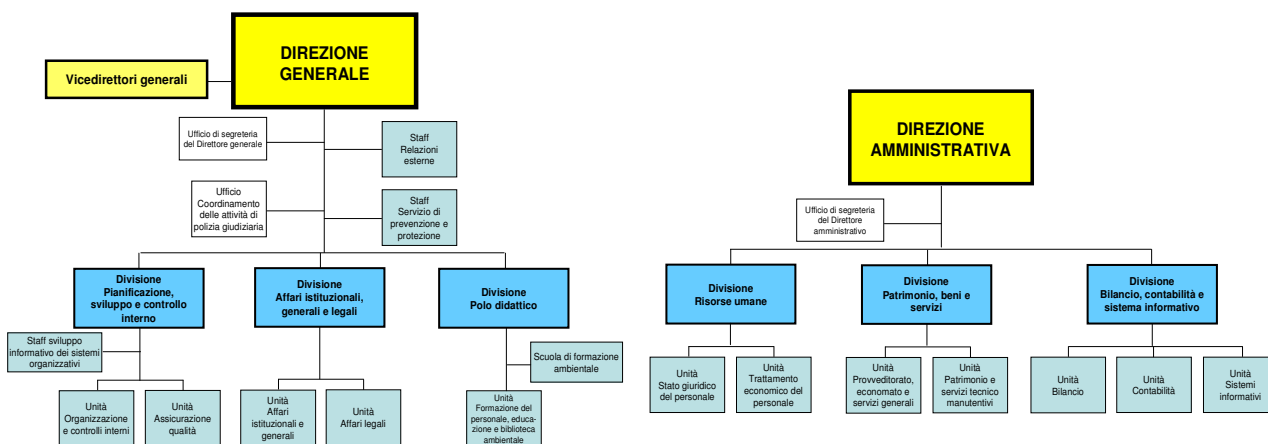 DIREZIONE
GENERALE
Vicedirettori generali
Ufficio di segreteria
del Direttore generale
Staff
Relazioni
esterne
Ufficio
Coordinamento
delle attività di
polizia giudiziaria
Staff
Servizio di
prevenzione e
protezione
Divisione
Pianificazione,
sviluppo e controllo
interno
Divisione
Affari istituzionali,
generali e legali
Divisione
Polo didattico
Staff sviluppo
informativo dei sistemi
organizzativi
Scuola di formazione
ambientale
Unità
Organizzazione
e controlli interni
Unità
Assicurazione
qualità
Unità
Affari
istituzionali e
generali
Unità
Affari legali
Unità
Formazione del
personale, educa-
zione e biblioteca
ambientale
DIREZIONE
AMMINISTRATIVA
Ufficio di segreteria
del Direttore
amministrativo
Divisione
Risorse umane
Divisione
Patrimonio, beni e
servizi
Divisione
Bilancio, contabilità e
sistema informativo
Unità
Stato giuridico
del personale
Unità
Trattamento
economico del
personale
Unità
Provveditorato,
economato e
servizi generali
Unità
Patrimonio e
servizi tecnico
manutentivi
Unità
Bilancio
Unità
Contabilità
Unità
Sistemi
informativi